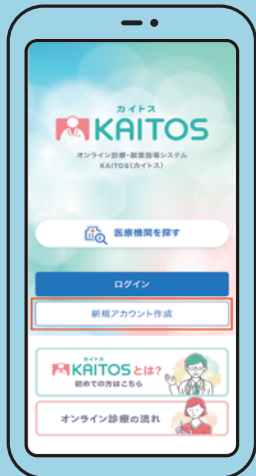 カイトス
KAITOS
オンライン診療・服薬指導システム
KAITOS(カイトス)
医療機関を探す
ログイン
新規アカウント作成
カイトス
KAITOSとは?
初めての方はこちら
オンライン診療の流れ